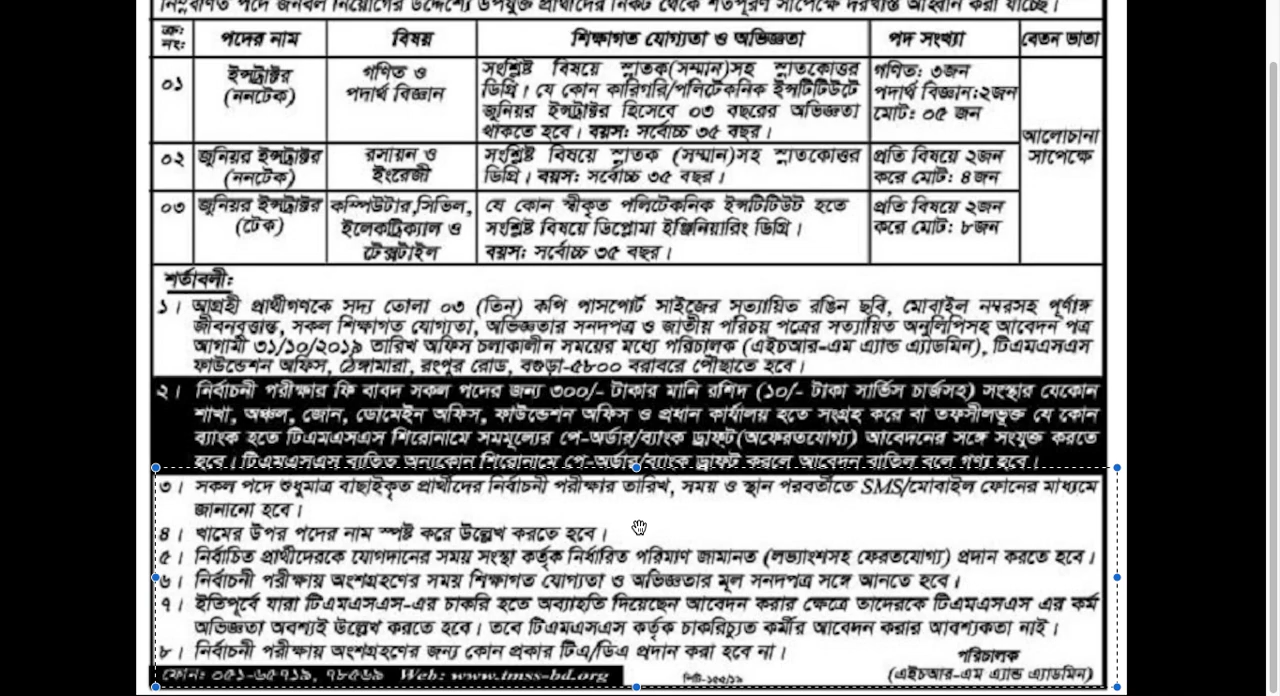 নিম্নবর্ণিত পদে জনবল নিয়োগের উদ্দেশ্যে উপযুক্ত প্রার্থীদের নিকট থেকে শর্তপূরণ সাপেক্ষে দরখাস্ত আহ্বান করা যাচ্ছে।
ক্রঃ নং: পদের নাম বিষয় শিক্ষাগত যোগ্যতা ও অভিজ্ঞতা পদ সংখ্যা বেতন ভাতা
০১ ইন্সট্রাক্টর (ননটেক) গণিত ও পদার্থ বিজ্ঞান
সংশ্লিষ্ট বিষয়ে স্নাতক(সম্মান)সহ স্নাতকোত্তর
ডিগ্রি। যে কোন কারিগরি/পলিটেকনিক ইন্সটিটিউটে
জুনিয়র ইন্সট্রাক্টর হিসেবে ০৩ বছরের অভিজ্ঞতা
থাকতে হবে। বয়স: সর্বোচ্চ ৩৫ বছর।
গণিত: ৩জন
পদার্থ বিজ্ঞান:২জন
মোট: ০৫ জন
আলোচানা
সাপেক্ষে
০২ জুনিয়র ইন্সট্রাক্টর (ননটেক) রসায়ন ও ইংরেজী
সংশ্লিষ্ট বিষয়ে স্নাতক (সম্মান)সহ স্নাতকোত্তর
ডিগ্রি। বয়স: সর্বোচ্চ ৩৫ বছর।
প্রতি বিষয়ে ২জন
করে মোট: ৪জন
০৩ জুনিয়র ইন্সট্রাক্টর (টেক) কম্পিউটার,সিভিল, ইলেকট্রিক্যাল ও টেক্সটাইল
যে কোন স্বীকৃত পলিটেকনিক ইন্সটিটিউট হতে
সংশ্লিষ্ট বিষয়ে ডিপ্লোমা ইঞ্জিনিয়ারিং ডিগ্রি।
বয়স: সর্বোচ্চ ৩৫ বছর।
প্রতি বিষয়ে ২জন
করে মোট: ৮জন
শর্তাবলী:
১। আগ্রহী প্রার্থীগণকে সদ্য তোলা ০৩ (তিন) কপি পাসপোর্ট সাইজের সত্যায়িত রঙিন ছবি, মোবাইল নম্বরসহ পূর্ণাঙ্গ
জীবনবৃত্তান্ত, সকল শিক্ষাগত যোগ্যতা, অভিজ্ঞতার সনদপত্র ও জাতীয় পরিচয় পত্রের সত্যায়িত অনুলিপিসহ আবেদন পত্র
আগামী ৩১/১০/২০১৯ তারিখ অফিস চলাকালীন সময়ের মধ্যে পরিচালক (এইচআর-এম এ্যান্ড এ্যাডমিন), টিএমএসএস
ফাউন্ডেশন অফিস, ঠেঙ্গামারা, রংপুর রোড, বগুড়া-৫৮০০ বরাবরে পৌছাতে হবে।
২। নির্বাচনী পরীক্ষার ফি বাবদ সকল পদের জন্য ৩০০/- টাকার মানি রশিদ (১০/- টাকা সার্ভিস চার্জসহ) সংস্থার যেকোন
শাখা, অঞ্চল, জোন, ডোমেইন অফিস, ফাউন্ডেশন অফিস ও প্রধান কার্যালয় হতে সংগ্রহ করে বা তফসীলভূক্ত যে কোন
ব্যাংক হতে টিএমএসএস শিরোনামে সমমূল্যের পে-অর্ডার/ব্যাংক ড্রাফট(অফেরতযোগ্য) আবেদনের সঙ্গে সংযুক্ত করতে
হবে। টিএমএসএস ব্যতিত অন্যকোন শিরোনামে পে-অর্ডার/ব্যাংক ড্রাফট করলে আবেদন বাতিল বলে গণ্য হবে।
৩। সকল পদে শুধুমাত্র বাছাইকৃত প্রার্থীদের নির্বাচনী পরীক্ষার তারিখ, সময় ও স্থান পরবর্তীতে SMS/মোবাইল ফোনের মাধ্যমে
জানানো হবে।
৪। খামের উপর পদের নাম স্পষ্ট করে উল্লেখ করতে হবে।
৫। নির্বাচিত প্রার্থীদেরকে যোগদানের সময় সংস্থা কর্তৃক নির্ধারিত পরিমাণ জামানত (লভ্যাংশসহ ফেরতযোগ্য) প্রদান করতে হবে।
৬। নির্বাচনী পরীক্ষায় অংশগ্রহণের সময় শিক্ষাগত যোগ্যতা ও অভিজ্ঞতার মূল সনদপত্র সঙ্গে আনতে হবে।
৭। ইতিপূর্বে যারা টিএমএসএস-এর চাকরি হতে অব্যাহতি দিয়েছেন আবেদন করার ক্ষেত্রে তাদেরকে টিএমএসএস এর কর্ম
অভিজ্ঞতা অবশ্যই উল্লেখ করতে হবে। তবে টিএমএসএস কর্তৃক চাকরিচ্যুত কর্মীর আবেদন করার আবশ্যকতা নাই।
৮। নির্বাচনী পরীক্ষায় অংশগ্রহণের জন্য কোন প্রকার টিএ/ডিএ প্রদান করা হবে না।
পরিচালক
ফোন: ০৫১-৬৫৭১৯, ৭৮৫৬৯ Web: www.tmss-bd.org পিটি-১৫৫/১৯ (এইচআর-এম এ্যান্ড এ্যাডমিন)